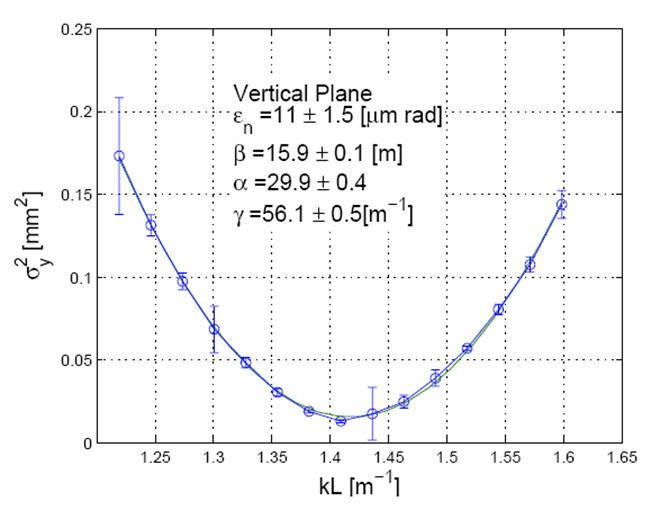 0.25
0.2
0.15
0.1
0.05
0
σ_y^2 [mm^2]
Vertical Plane
ε_n =11 ± 1.5 [μm rad]
β =15.9 ± 0.1 [m]
α =29.9 ± 0.4
γ =56.1 ± 0.5[m^−1]
1.25 1.3 1.35 1.4 1.45 1.5 1.55 1.6 1.65
kL [m^−1]